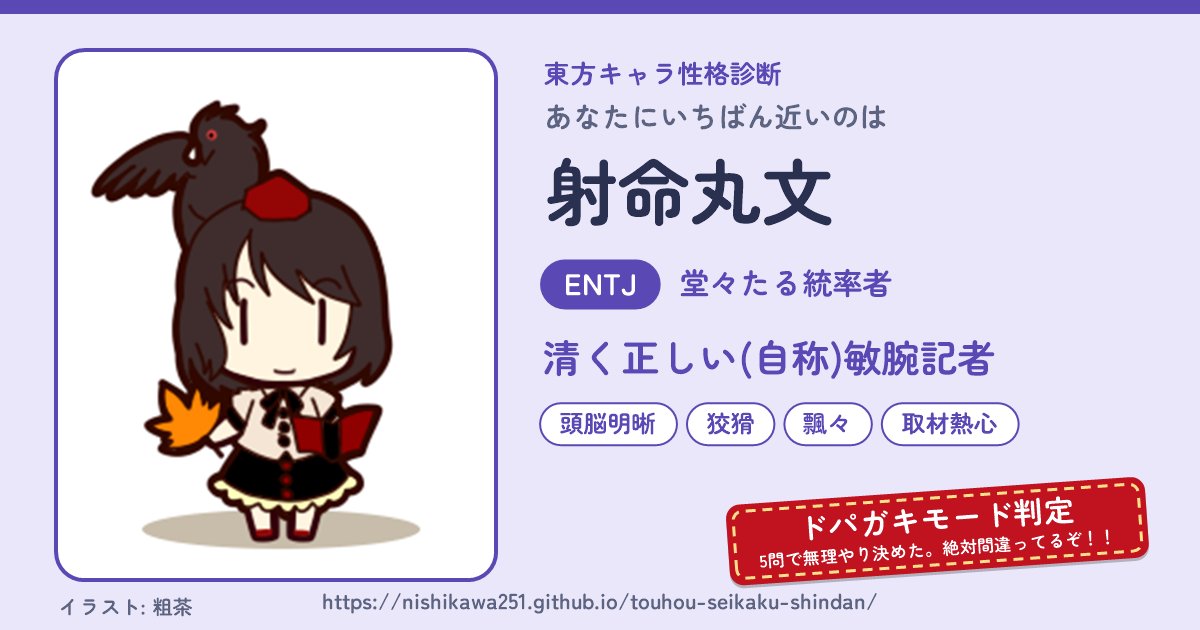 東方キャラ性格診断
あなたにいちばん近いのは
射命丸文
ENTJ 堂々たる統率者
清く正しい(自称)敏腕記者
頭脳明晰 狡猾 飄々 取材熱心
ドパガキモード判定
5問で無理やり決めた。絶対間違ってるぞ！！
イラスト: 粗茶
https://nishikawa251.github.io/touhou-seikaku-shindan/